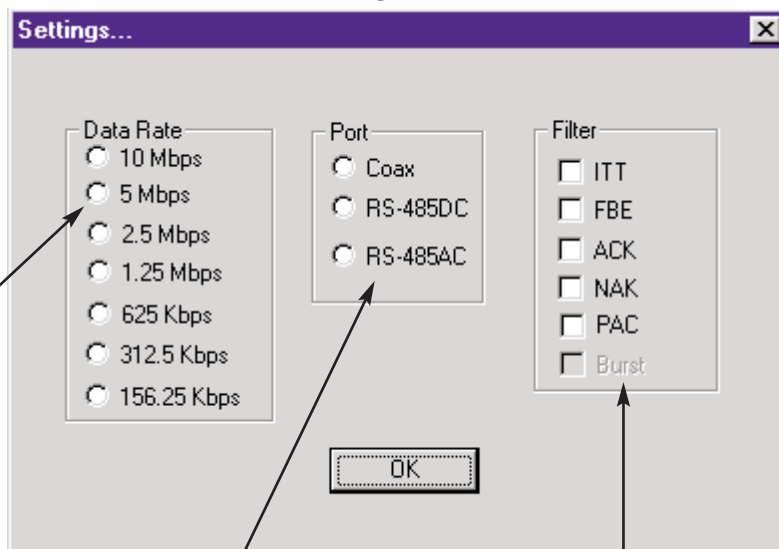 Settings...
Data Rate
10 Mbps
5 Mbps
2.5 Mbps
1.25 Mbps
625 Kbps
312.5 Kbps
156.25 Kbps
Port
Coax
RS-485DC
RS-485AC
Filter
ITT
FBE
ACK
NAK
PAC
Burst
OK